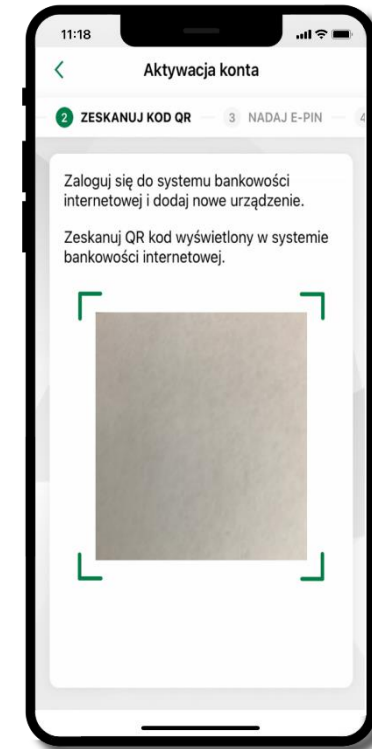 11:18
Aktywacja konta
2 ZESKANUJ KOD QR 3 NADAJ E-PIN 4
Zaloguj się do systemu bankowości
internetowej i dodaj nowe urządzenie.
Zeskanuj QR kod wyświetlony w systemie
bankowości internetowej.